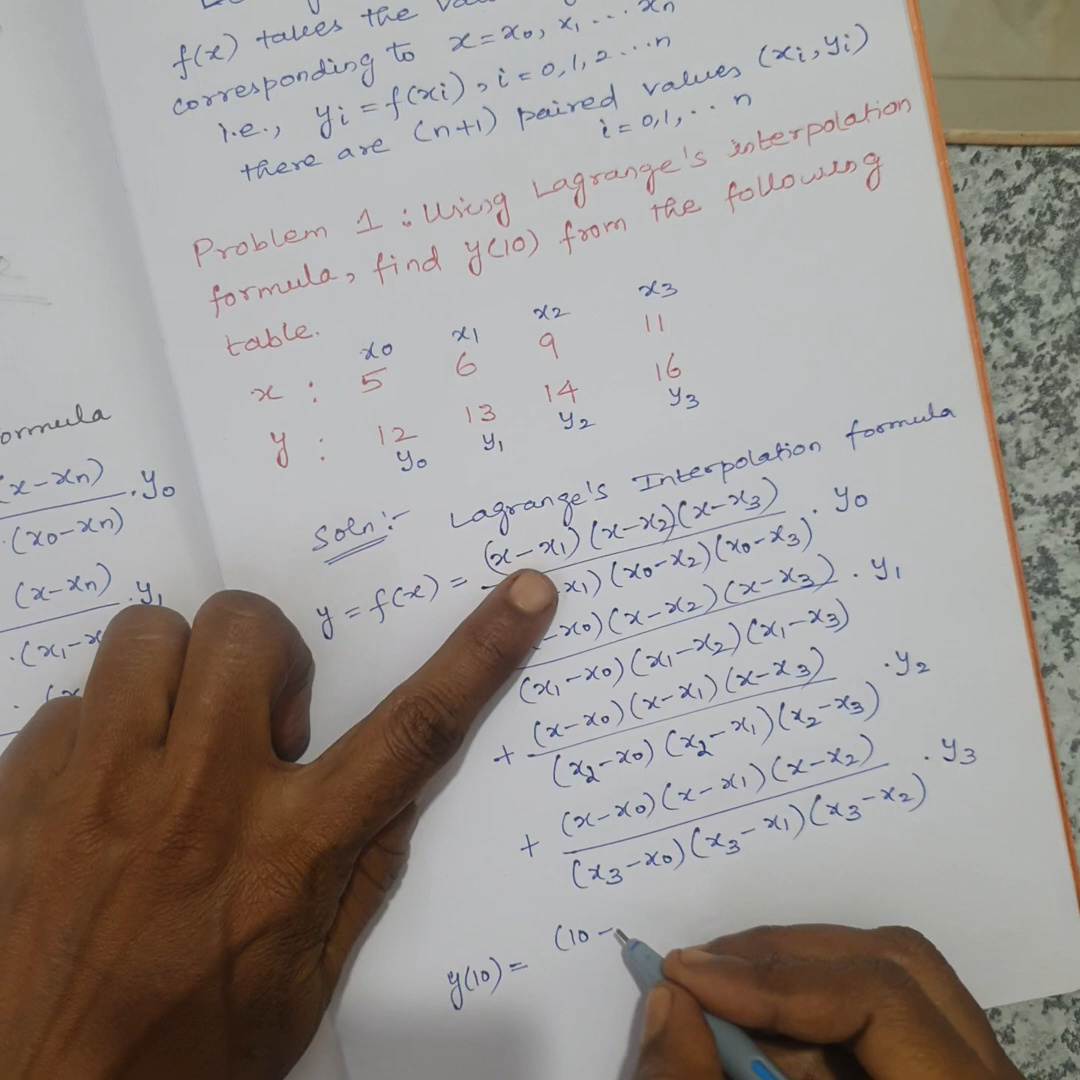 f(x) takes the
corresponding to x = x₀, x₁ ... xₙ
i.e., yᵢ = f(xᵢ), i = 0, 1, 2 ... n
there are (n+1) paired values (xᵢ, yᵢ)
i = 0, 1, .. n
Problem 1 : Using Lagrange's interpolation
formula, find y(10) from the following
table.
x₀ x₁ x₂ x₃
x : 5 6 9 11
y : 12 13 14 16
y₀ y₁ y₂ y₃
Soln:- Lagrange's Interpolation formula
y = f(x) = (x-x₁)(x-x₂)(x-x₃) . y₀
x₁)(x₀-x₂)(x₀-x₃)
-x₀)(x-x₂)(x-x₃) . y₁
(x₁-x₀)(x₁-x₂)(x₁-x₃)
+ (x-x₀)(x-x₁)(x-x₃) . y₂
(x₂-x₀)(x₂-x₁)(x₂-x₃)
+ (x-x₀)(x-x₁)(x-x₂) . y₃
(x₃-x₀)(x₃-x₁)(x₃-x₂)
y(10) = (10-
(x-xₙ) . y₀
.(x₀-xₙ)
(x-xₙ) . y₁